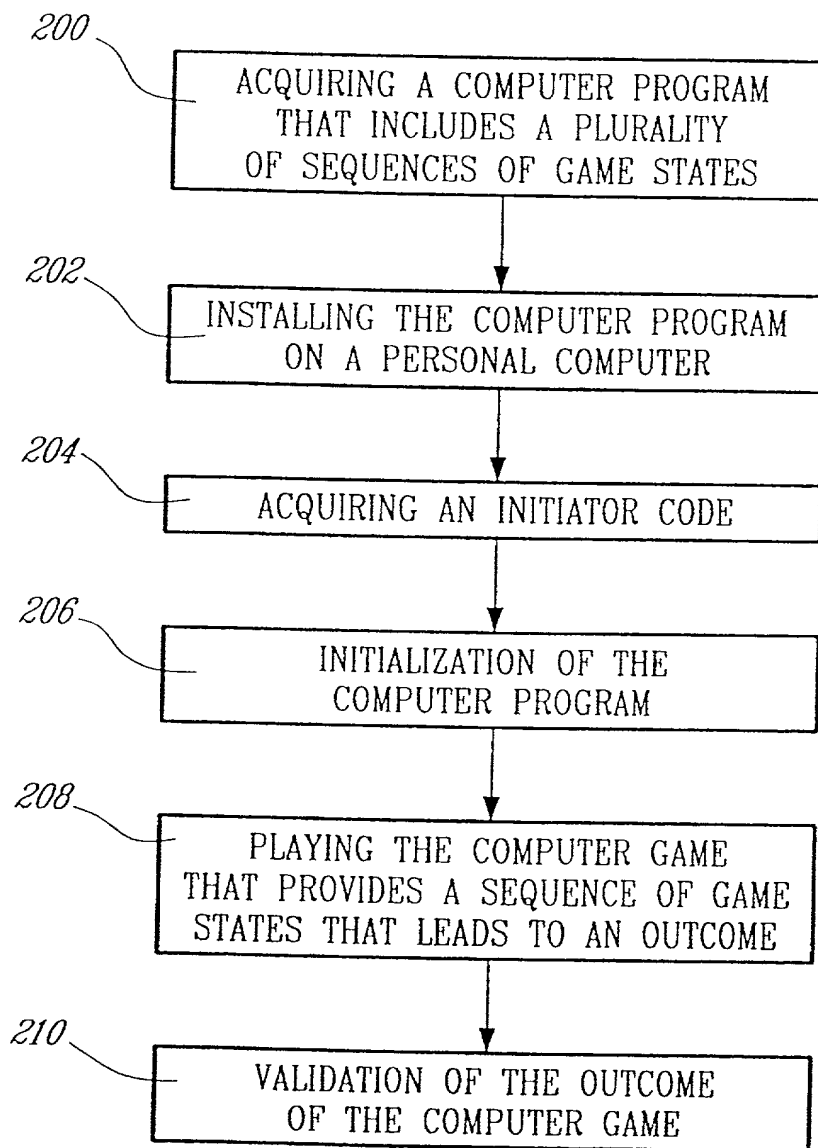 200
ACQUIRING A COMPUTER PROGRAM
THAT INCLUDES A PLURALITY
OF SEQUENCES OF GAME STATES
202
INSTALLING THE COMPUTER PROGRAM
ON A PERSONAL COMPUTER
204
ACQUIRING AN INITIATOR CODE
206
INITIALIZATION OF THE
COMPUTER PROGRAM
208
PLAYING THE COMPUTER GAME
THAT PROVIDES A SEQUENCE OF GAME
STATES THAT LEADS TO AN OUTCOME
210
VALIDATION OF THE OUTCOME
OF THE COMPUTER GAME